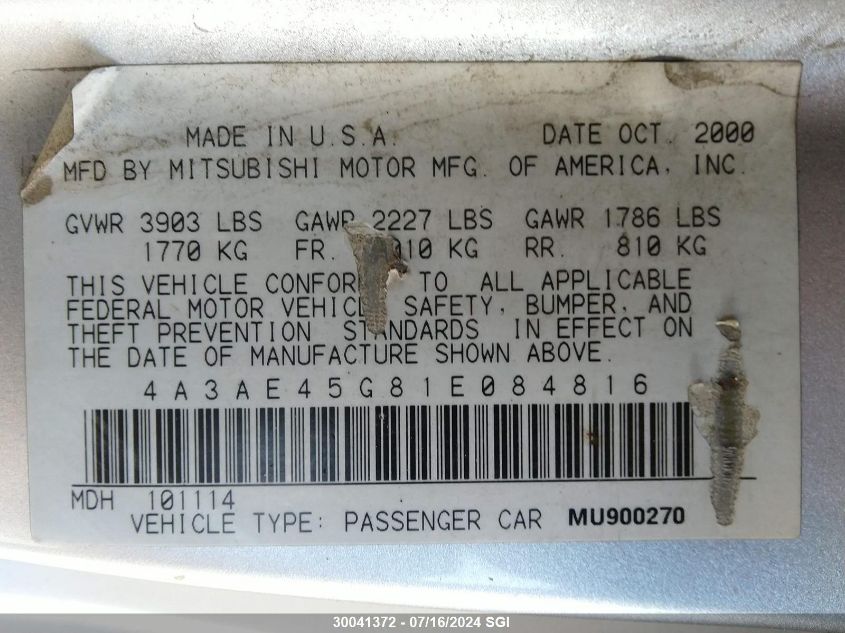 MADE IN U.S.A. DATE OCT. 2000
MFD BY MITSUBISHI MOTOR MFG. OF AMERICA, INC.
GVWR 3903 LBS GAWR 2227 LBS GAWR 1786 LBS
1770 KG FR. 010 KG RR. 810 KG
THIS VEHICLE CONFOR TO ALL APPLICABLE
FEDERAL MOTOR VEHICL SAFETY, BUMPER, AND
THEFT PREVENTION STANDARDS IN EFFECT ON
THE DATE OF MANUFACTURE SHOWN ABOVE.
4A3AE45G81E084816
MDH 101114
VEHICLE TYPE: PASSENGER CAR MU900270
30041372 - 07/16/2024 SGI